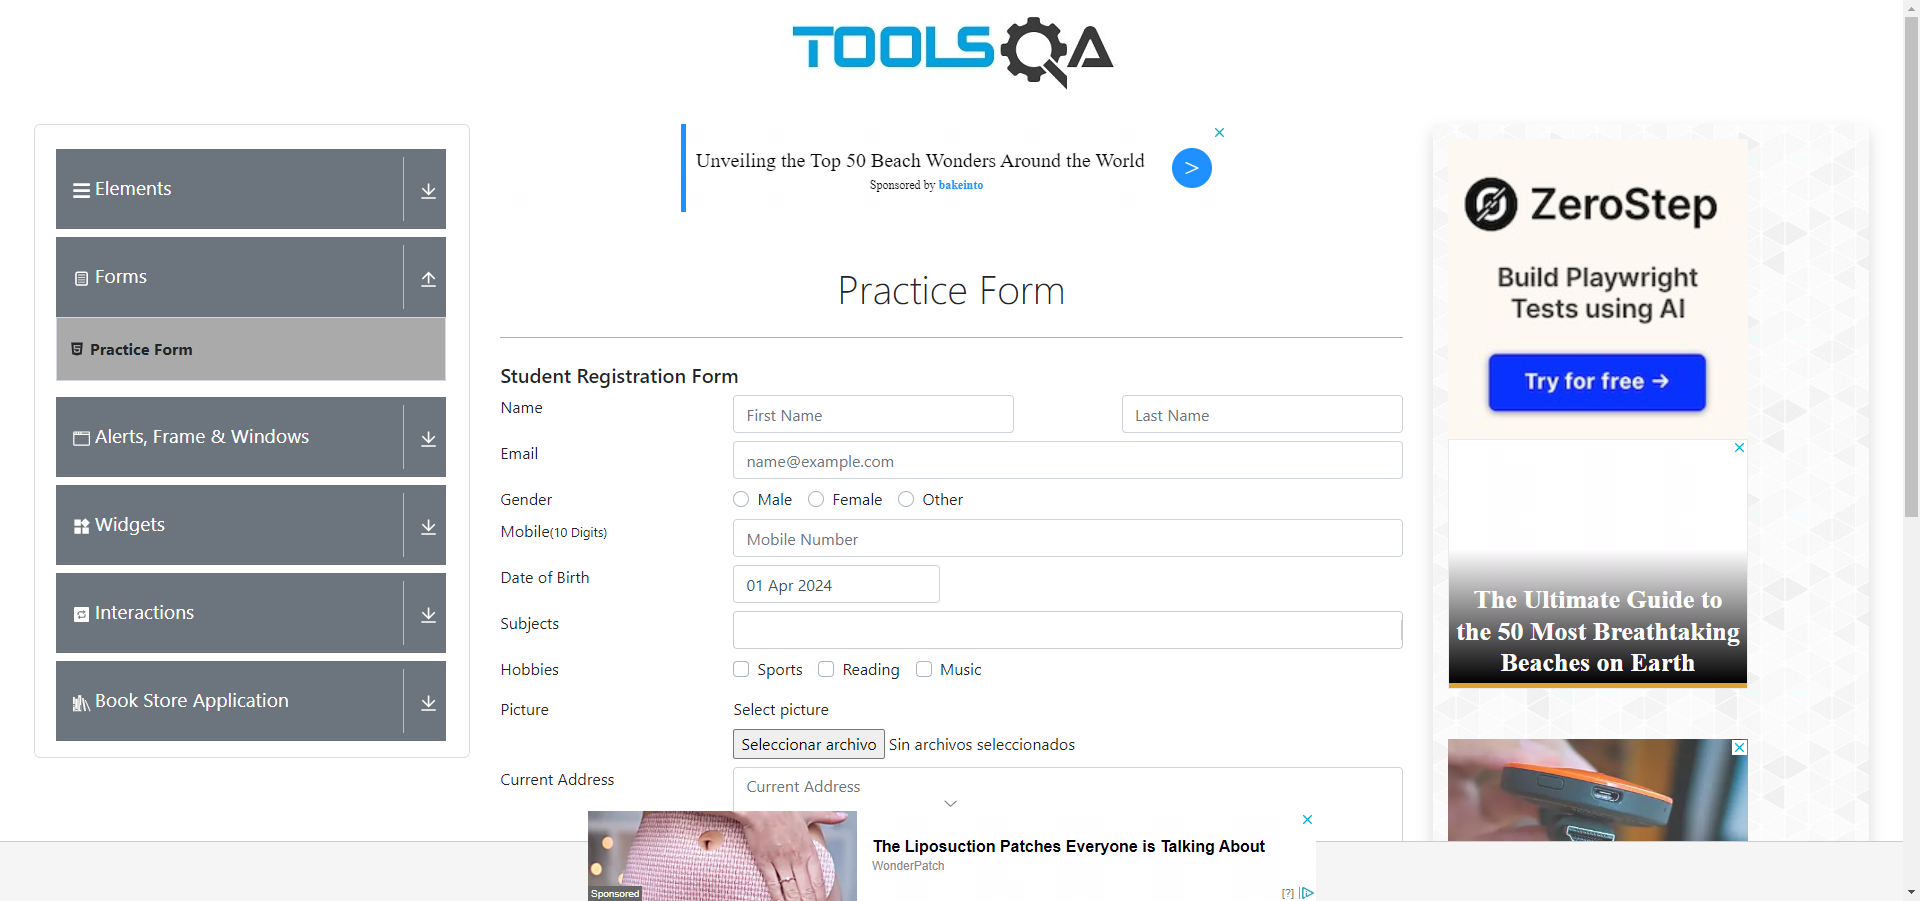 TOOLSQA
Elements
Forms
Practice Form
Alerts, Frame & Windows
Widgets
Interactions
Book Store Application
Unveiling the Top 50 Beach Wonders Around the World
Sponsored by bakeinto
>
Practice Form
Student Registration Form
Name
First Name
Last Name
Email
name@example.com
Gender
Male
Female
Other
Mobile(10 Digits)
Mobile Number
Date of Birth
01 Apr 2024
Subjects
Hobbies
Sports
Reading
Music
Picture
Select picture
Seleccionar archivo Sin archivos seleccionados
Current Address
Current Address
ZeroStep
Build Playwright
Tests using AI
Try for free →
The Ultimate Guide to
the 50 Most Breathtaking
Beaches on Earth
Sponsored
The Liposuction Patches Everyone is Talking About
WonderPatch
[?]